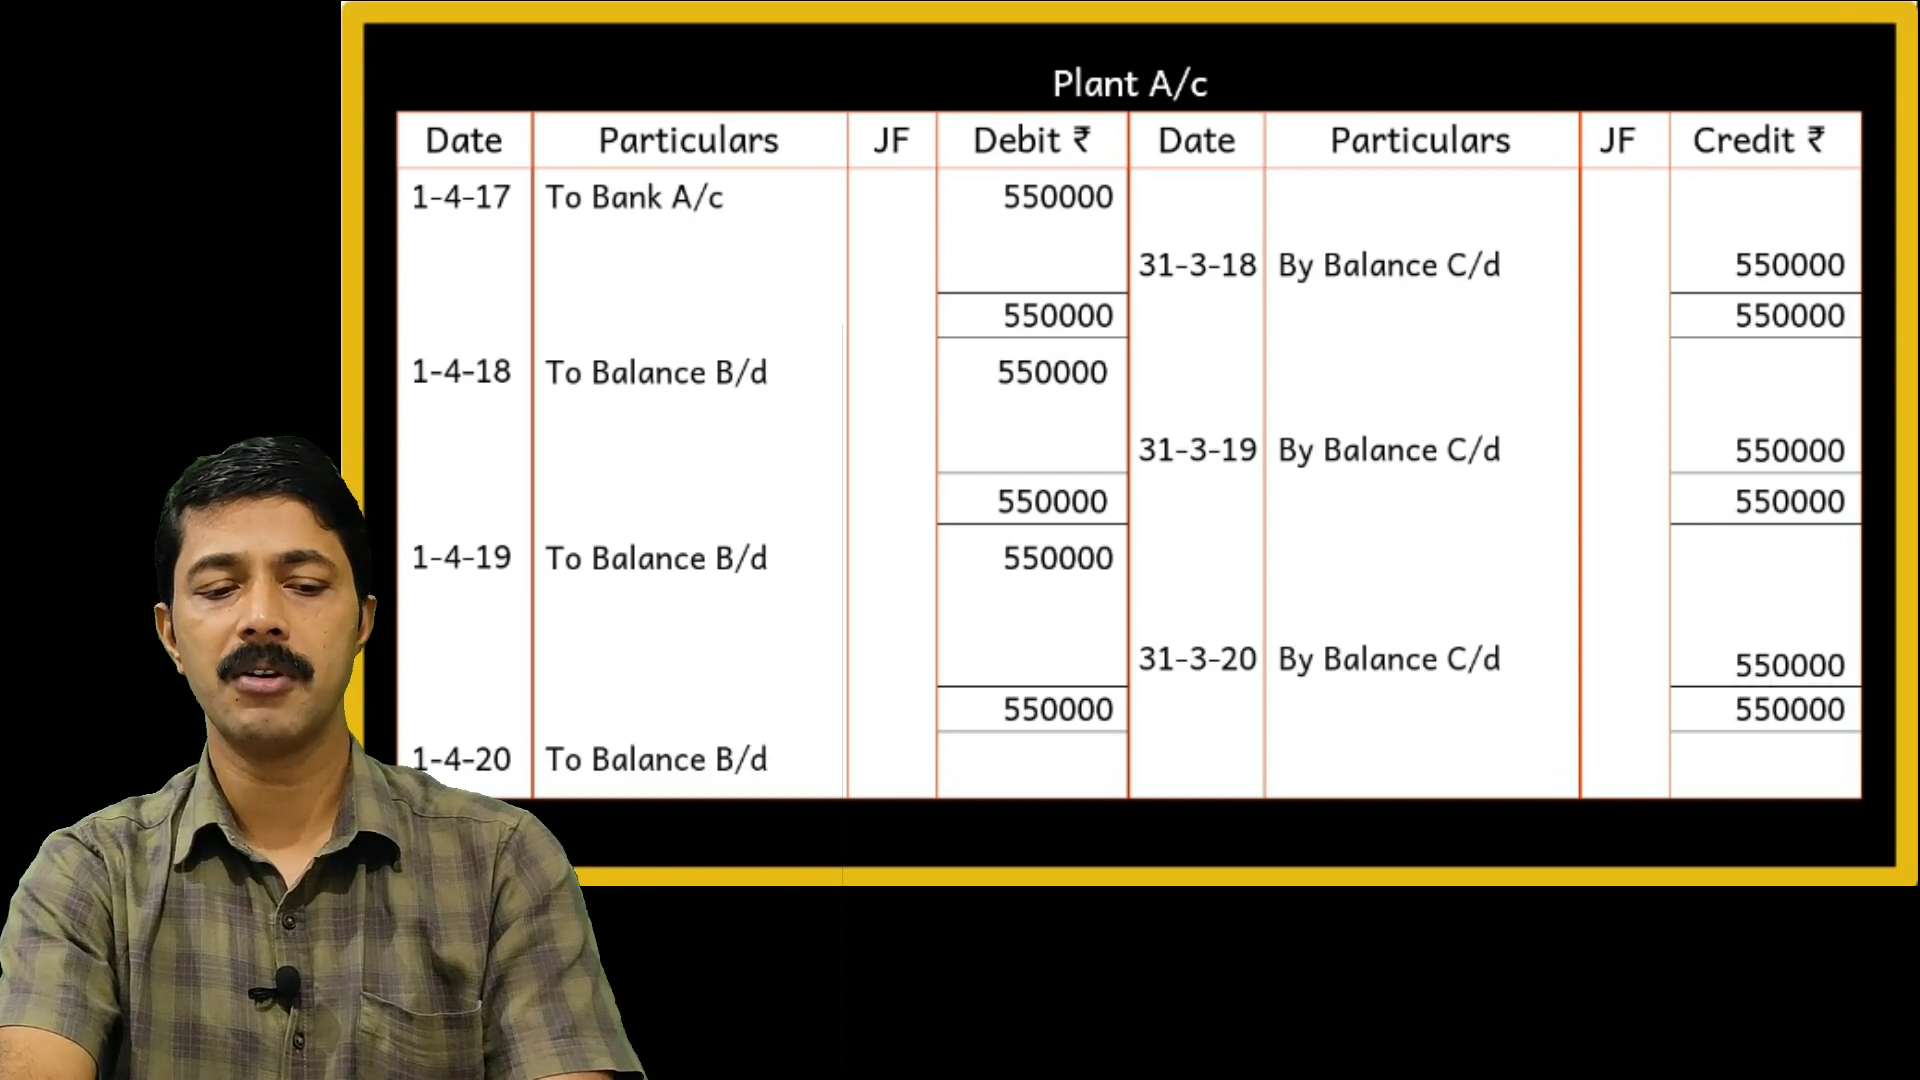 Plant A/c
Date Particulars JF Debit ₹ Date Particulars JF Credit ₹
1-4-17 To Bank A/c 550000
31-3-18 By Balance C/d 550000
550000 550000
1-4-18 To Balance B/d 550000
31-3-19 By Balance C/d 550000
550000 550000
1-4-19 To Balance B/d 550000
31-3-20 By Balance C/d 550000
550000 550000
1-4-20 To Balance B/d